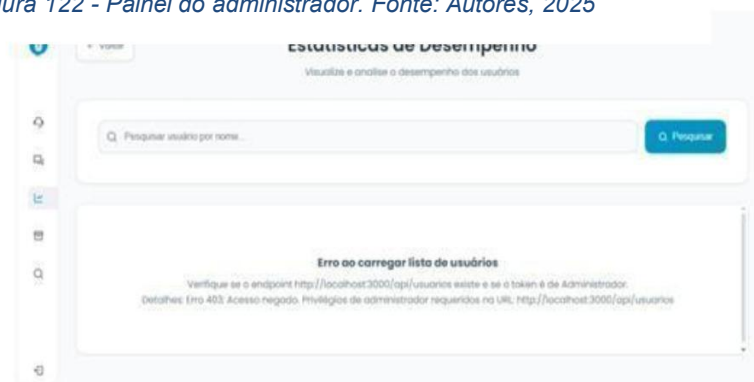 ura 122 - Painel do administrador. Fonte: Autores, 2025
Voltar
Estatísticas de Desempenho
Visualize e analise o desempenho dos usuários
Pesquisar usuário por nome...
Pesquisar
Erro ao carregar lista de usuários
Verifique se o endpoint http://localhost:3000/api/usuarios existe e se o token é de Administrador.
Detalhes: Erro 403: Acesso negado. Privilégios de administrador requeridos na URL: http://localhost:3000/api/usuarios